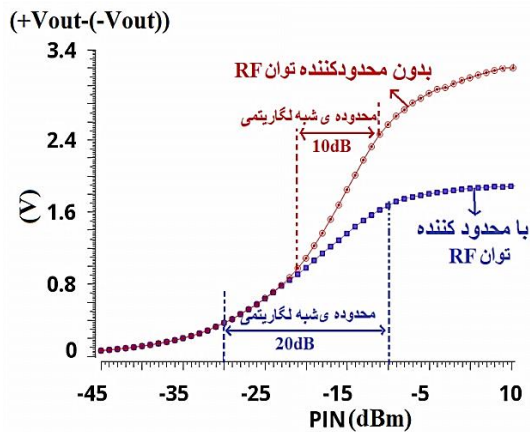 (+Vout-(-Vout))
3.4
2.4
1.6
0.8
0
(V)
بدون محدودکننده توان RF
محدوده ی شبه لگاریتمی
10dB
با محدود کننده
توان RF
محدوده ی شبه لگاریتمی
20dB
-45 -35 -25 -15 -5 10
PIN (dBm)